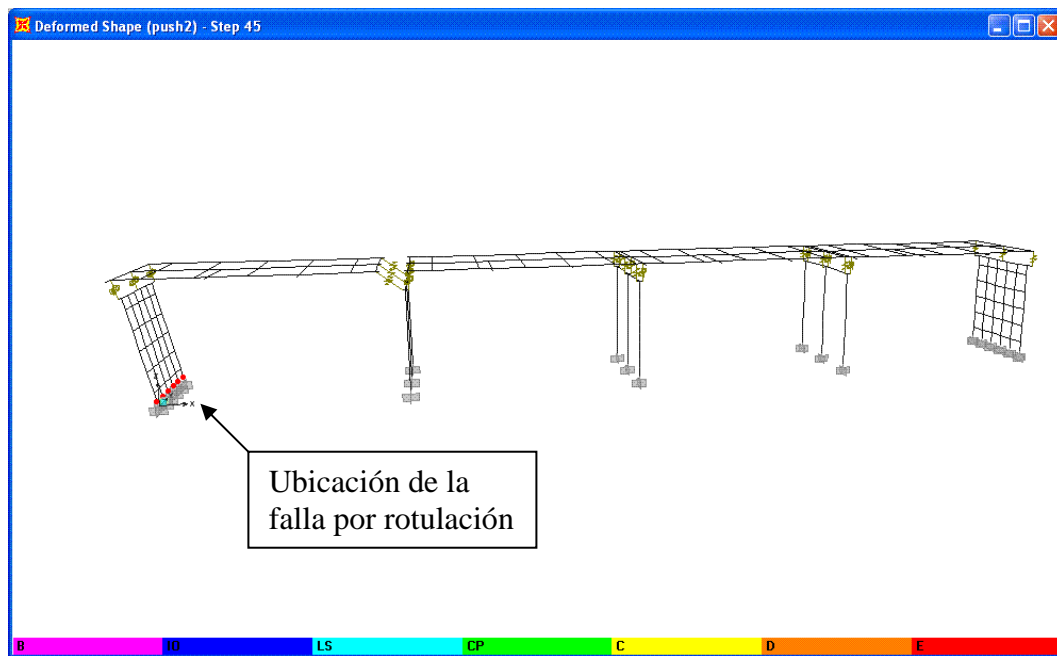 Deformed Shape (push2) - Step 45
X
Ubicación de la
falla por rotulación
B IO LS CP C D E